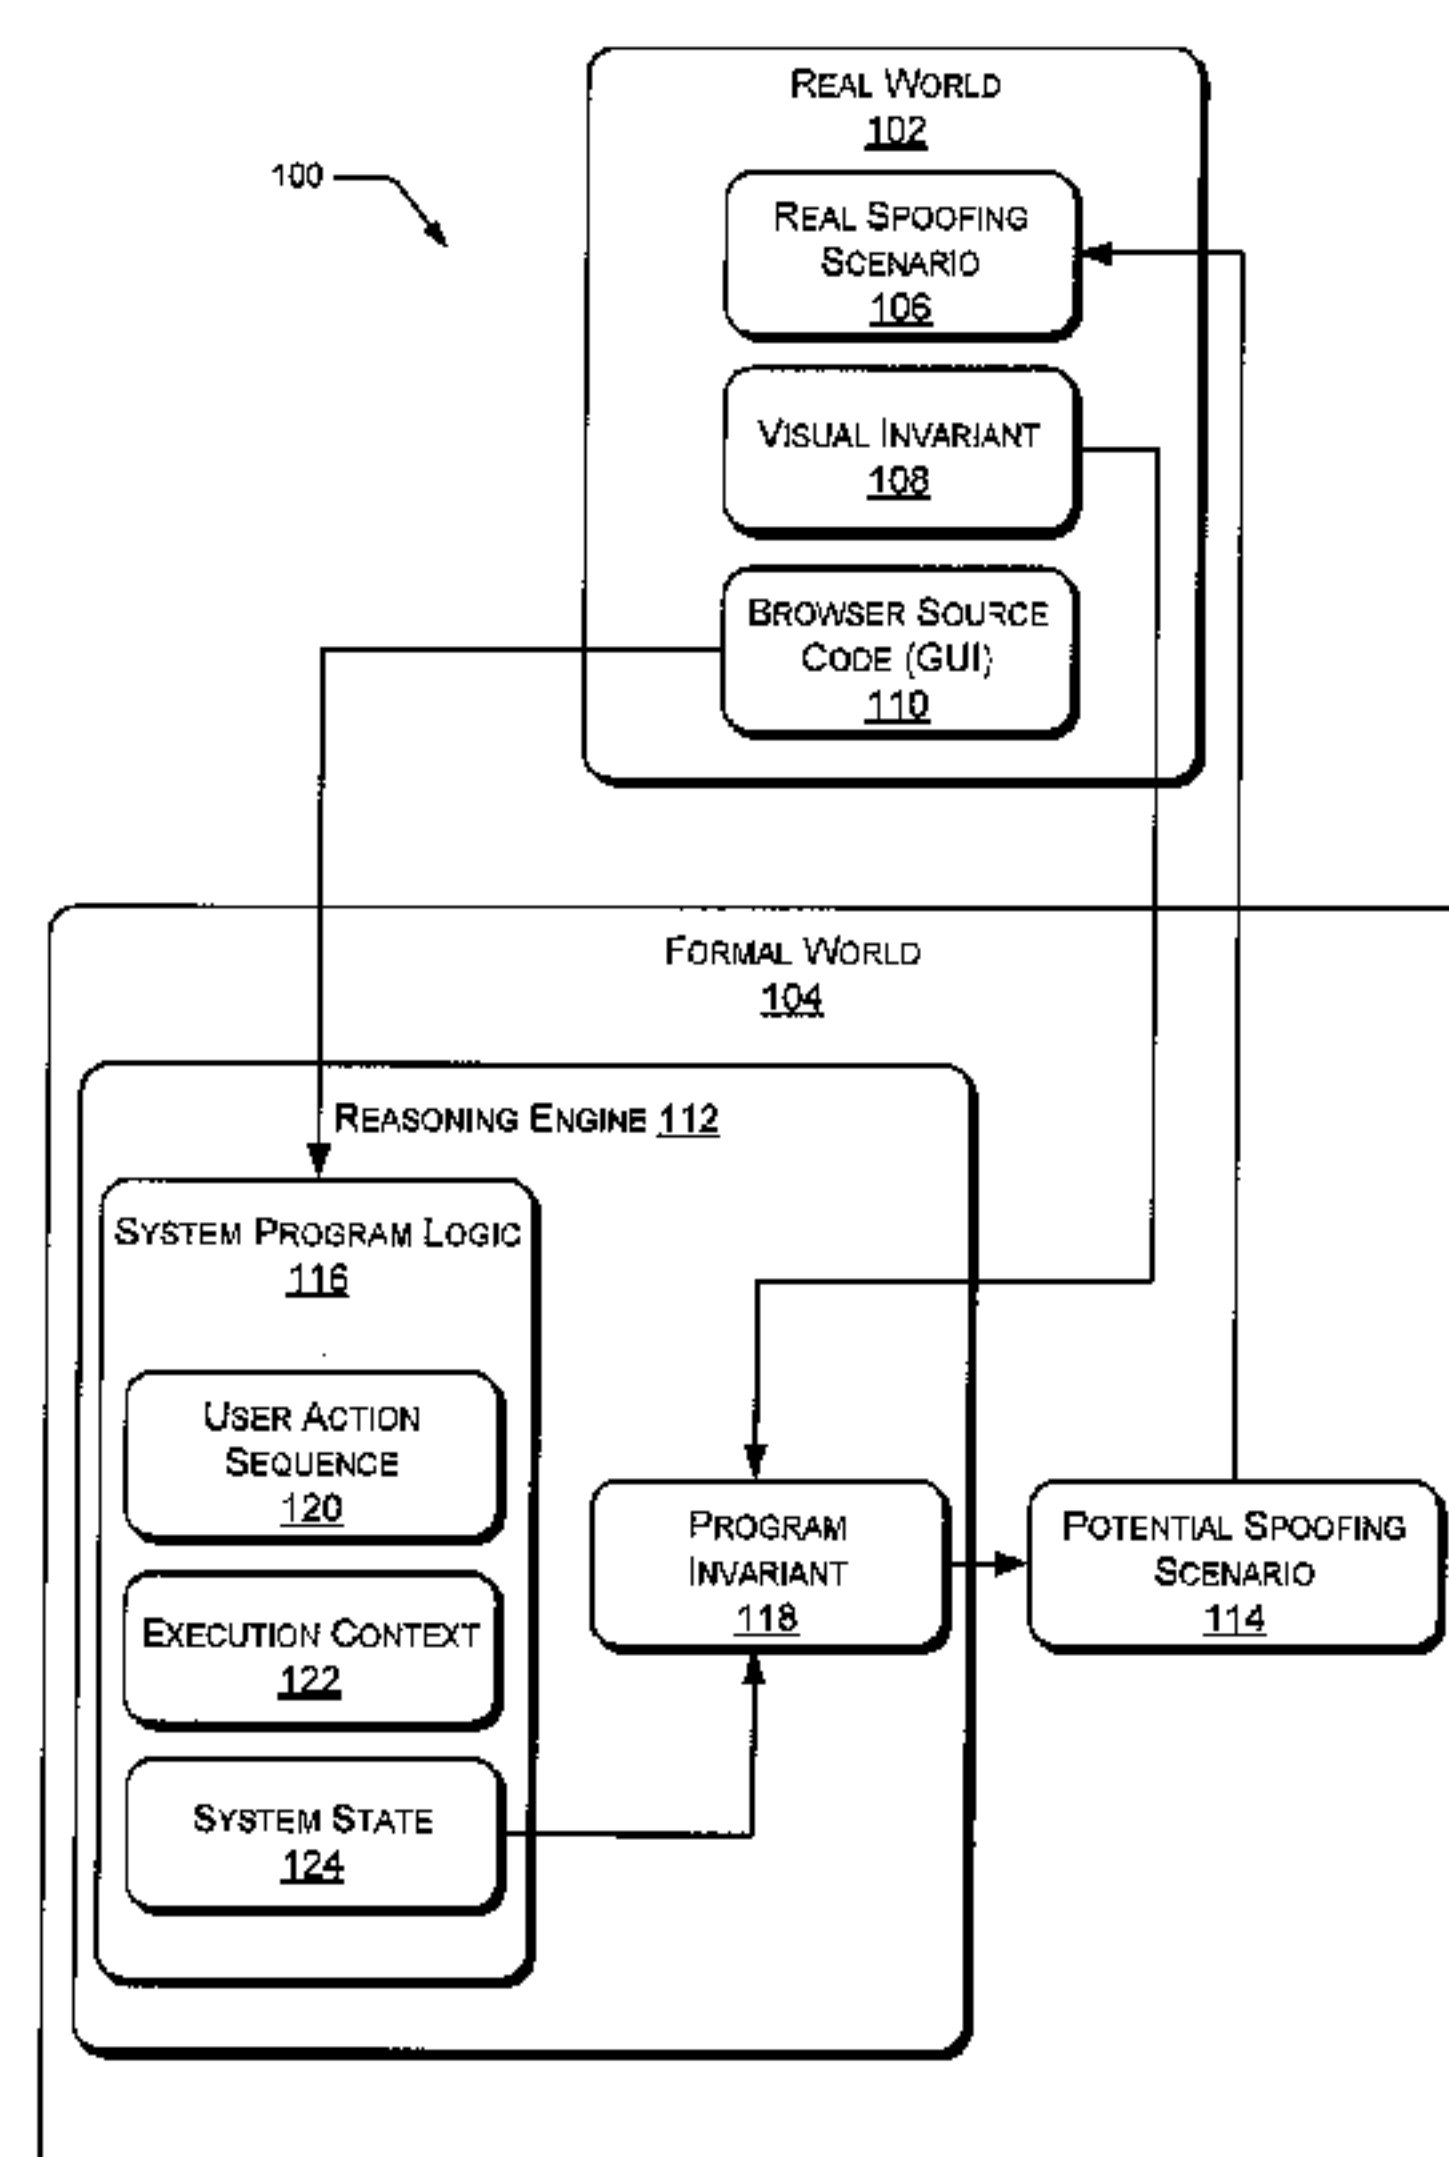 REAL WORLD
102
100
REAL SPOOFING
SCENARIO
106
VISUAL INVARIANT
108
BROWSER SOURCE
CODE (GUI)
110
FORMAL WORLD
104
REASONING ENGINE 112
SYSTEM PROGRAM LOGIC
116
USER ACTION
SEQUENCE
120
EXECUTION CONTEXT
122
SYSTEM STATE
124
PROGRAM
INVARIANT
118
POTENTIAL SPOOFING
SCENARIO
114